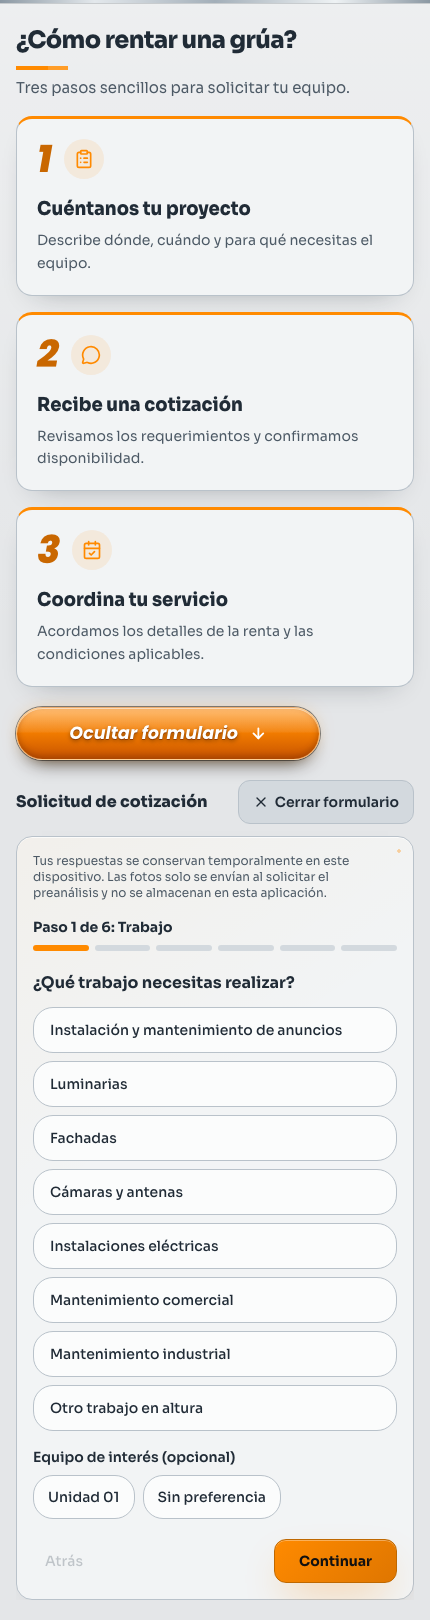 ¿Cómo rentar una grúa?
Tres pasos sencillos para solicitar tu equipo.
1
Cuéntanos tu proyecto
Describe dónde, cuándo y para qué necesitas el
equipo.
2
Recibe una cotización
Revisamos los requerimientos y confirmamos
disponibilidad.
3
Coordina tu servicio
Acordamos los detalles de la renta y las
condiciones aplicables.
Ocultar formulario ↓
Solicitud de cotización
× Cerrar formulario
Tus respuestas se conservan temporalmente en este
dispositivo. Las fotos solo se envían al solicitar el
preanálisis y no se almacenan en esta aplicación.
Paso 1 de 6: Trabajo
¿Qué trabajo necesitas realizar?
Instalación y mantenimiento de anuncios
Luminarias
Fachadas
Cámaras y antenas
Instalaciones eléctricas
Mantenimiento comercial
Mantenimiento industrial
Otro trabajo en altura
Equipo de interés (opcional)
Unidad 01
Sin preferencia
Atrás
Continuar